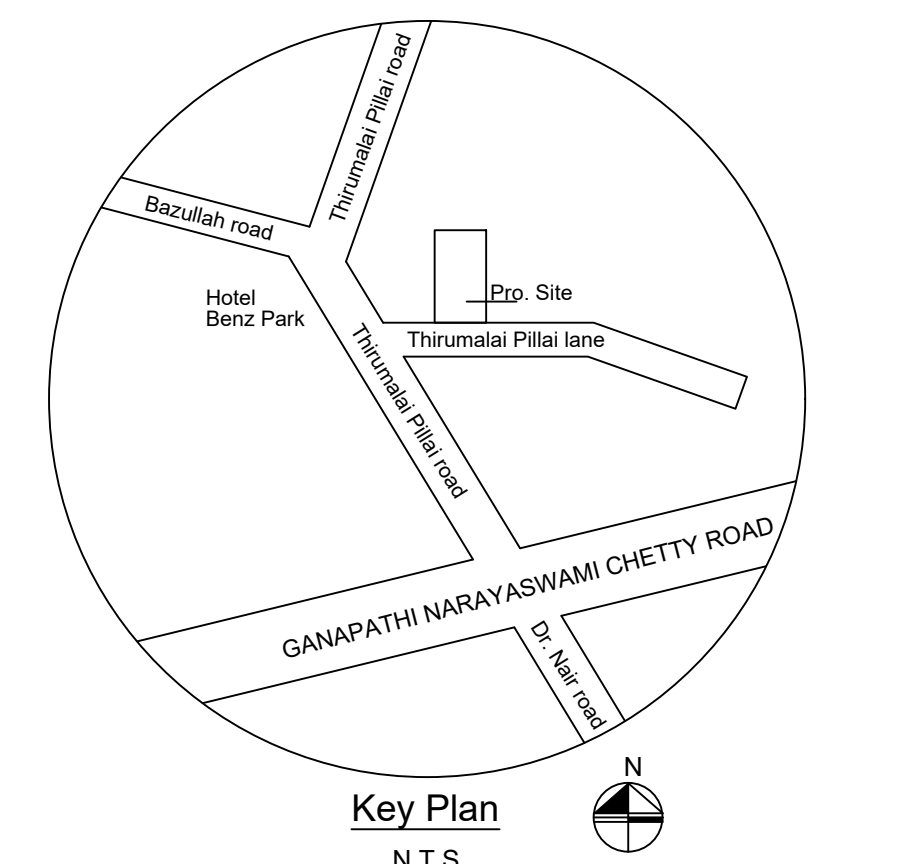 Thirumalai Pillai road
Bazullah road
Hotel
Benz Park
Pro. Site
Thirumalai Pillai lane
Thirumalai Pillai road
GANAPATHI NARAYASWAMI CHETTY ROAD
Dr. Nair road
N
Key Plan
N.T.S